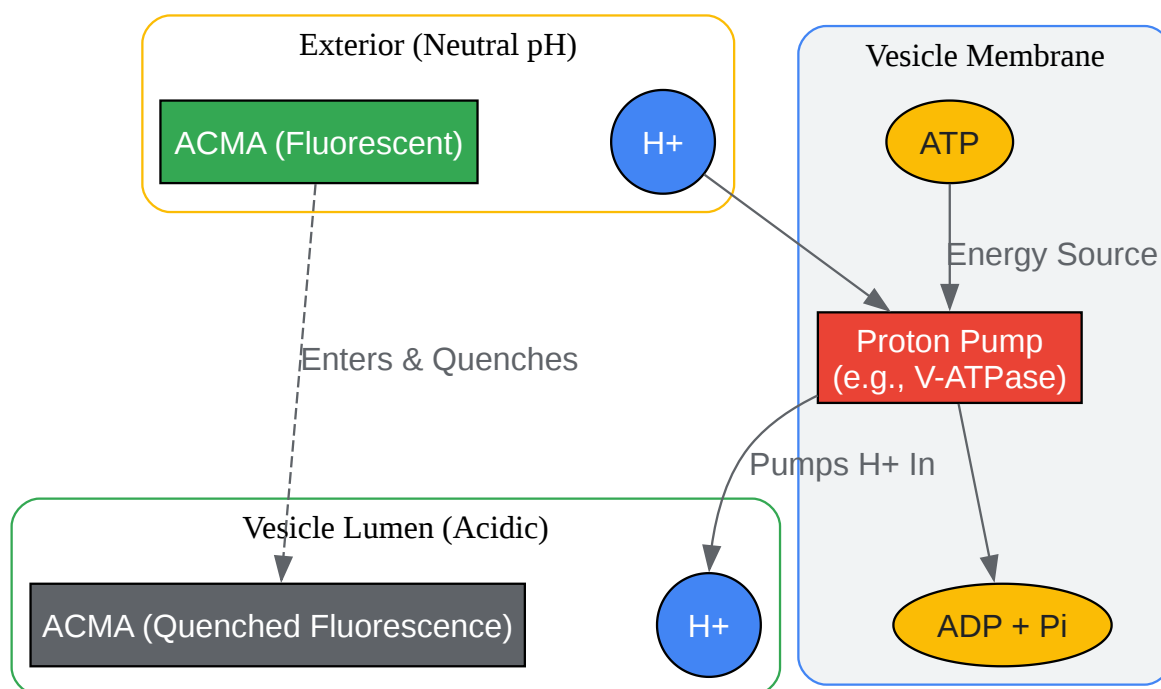 Exterior (Neutral pH)
Vesicle Membrane
ACMA (Fluorescent)
H+
ATP
Energy Source
Proton Pump
(e.g., V-ATPase)
Enters & Quenches
Pumps H+ In
Vesicle Lumen (Acidic)
ACMA (Quenched Fluorescence)
H+
ADP + Pi